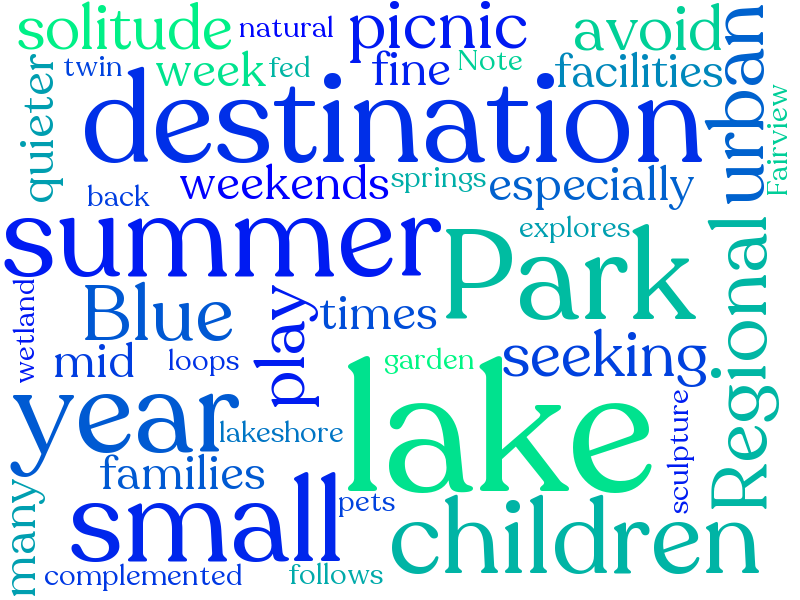 solitude
natural
picnic
avoid
urban
quieter
twin
week
fed
fine
Note
facilities
destination
Fairview
back
weekends
springs
especially
summer
explores
Park
Regional
wetland
Blue
play
times
mid
loops
garden
seeking
year
lakeshore
lake
sculpture
families
many
small
pets
children
complemented
follows